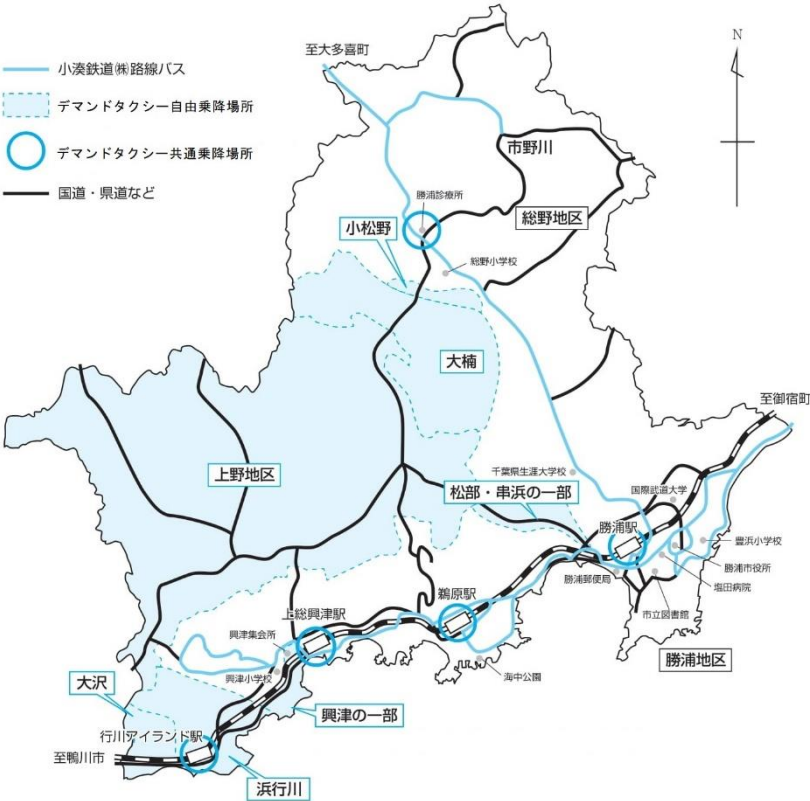 至大多喜町
N
小湊鉄道㈱路線バス
デマンドタクシー自由乗降場所
デマンドタクシー共通乗降場所
国道・県道など
市野川
勝浦診療所
小松野
総野地区
総野小学校
大楠
至御宿町
上野地区
千葉県生涯大学校
松部・串浜の一部
国際武道大学
勝浦駅
豊浜小学校
勝浦市役所
勝浦郵便局
塩田病院
鵜原駅
市立図書館
上総興津駅
興津集会所
勝浦地区
興津小学校
海中公園
大沢
興津の一部
行川アイランド駅
至鴨川市
浜行川